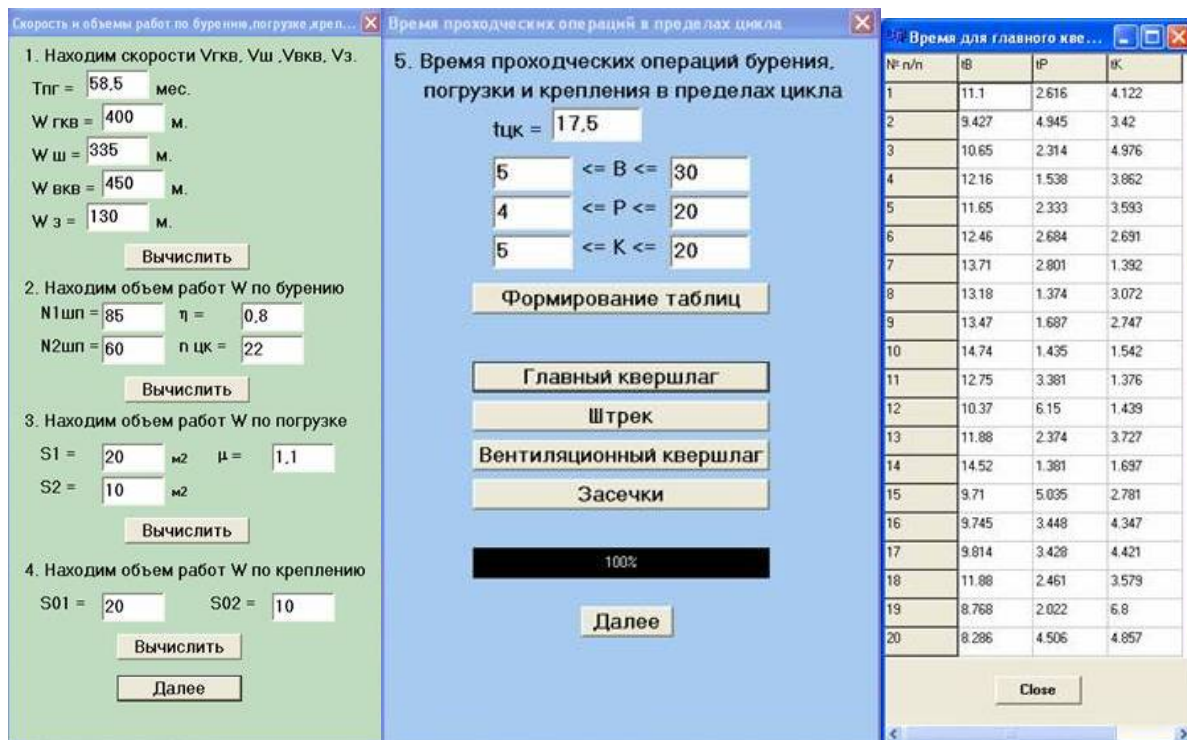 Скорость и объемы работ по бурению,погрузке ,креп...
1. Находим скорости Vгкв, Vш ,Vвкв, Vз.
Тпг = 58,5 мес.
W гкв = 400 м.
W ш = 335 м.
W вкв = 450 м.
W з = 130 м.
Вычислить
2. Находим объем работ W по бурению
N1шп = 85 η = 0,8
N2шп = 60 n цк = 22
Вычислить
3. Находим объем работ W по погрузке
S1 = 20 м2 μ = 1,1
S2 = 10 м2
Вычислить
4. Находим объем работ W по креплению
S01 = 20 S02 = 10
Вычислить
Далее
Время проходческих операций в пределах цикла
5. Время проходческих операций бурения,
погрузки и крепления в пределах цикла
tцк = 17,5
5 <= B <= 30
4 <= P <= 20
5 <= K <= 20
Формирование таблиц
Главный квершлаг
Штрек
Вентиляционный квершлаг
Засечки
100%
Далее
Время для главного кве...
№ п/п tB tP tK
1 11.1 2.616 4.122
2 9.427 4.945 3.42
3 10.65 2.314 4.976
4 12.16 1.538 3.862
5 11.65 2.333 3.593
6 12.46 2.684 2.691
7 13.71 2.801 1.392
8 13.18 1.374 3.072
9 13.47 1.687 2.747
10 14.74 1.435 1.542
11 12.75 3.381 1.376
12 10.37 6.15 1.439
13 11.88 2.374 3.727
14 14.52 1.381 1.697
15 9.71 5.035 2.781
16 9.745 3.448 4.347
17 9.814 3.428 4.421
18 11.88 2.461 3.579
19 8.768 2.022 6.8
20 8.286 4.506 4.857
Close